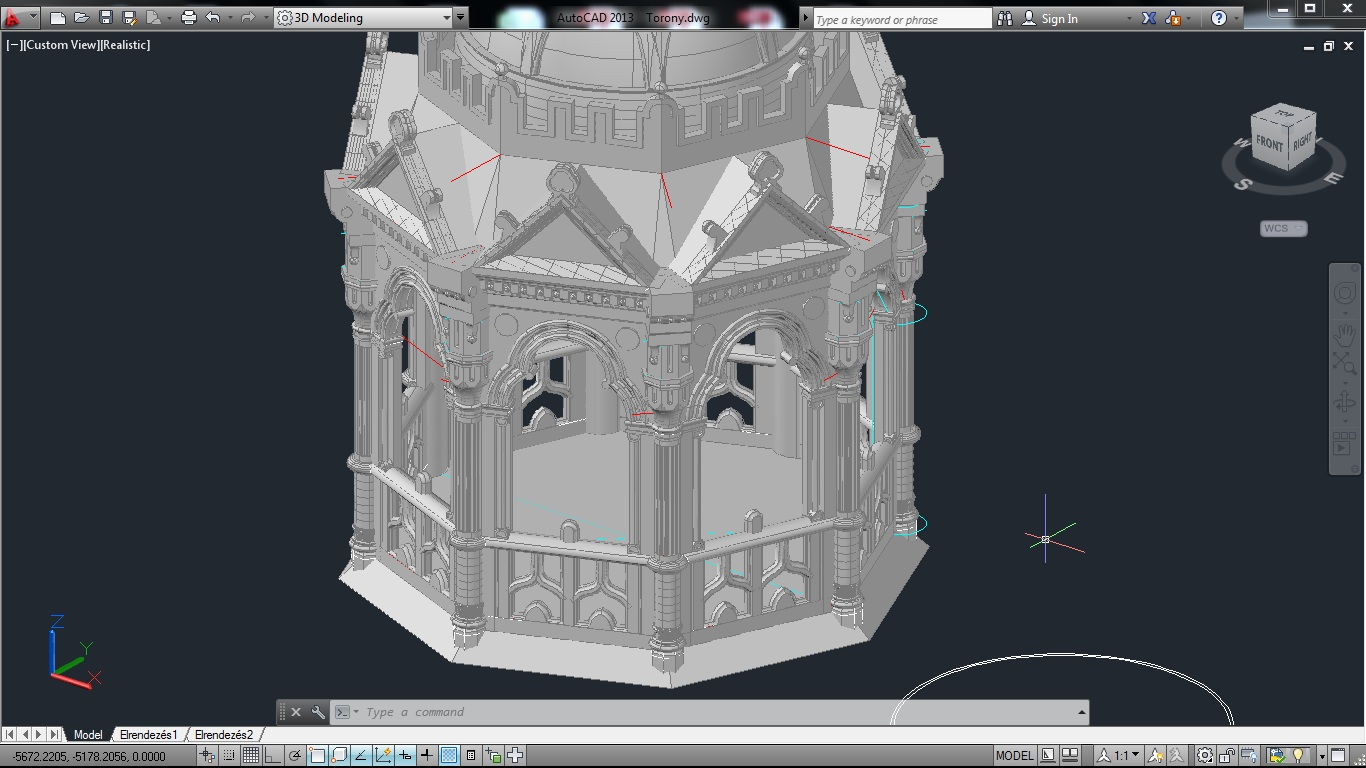 3D Modeling
AutoCAD 2013 Torony.dwg
Type a keyword or phrase
Sign In
[−][Custom View][Realistic]
TOP
FRONT
RIGHT
W
S
E
WCS
Z
Y
X
Type a command
Model
Elrendezés1
Elrendezés2
-5672.2205, -5178.2056, 0.0000
MODEL
1:1